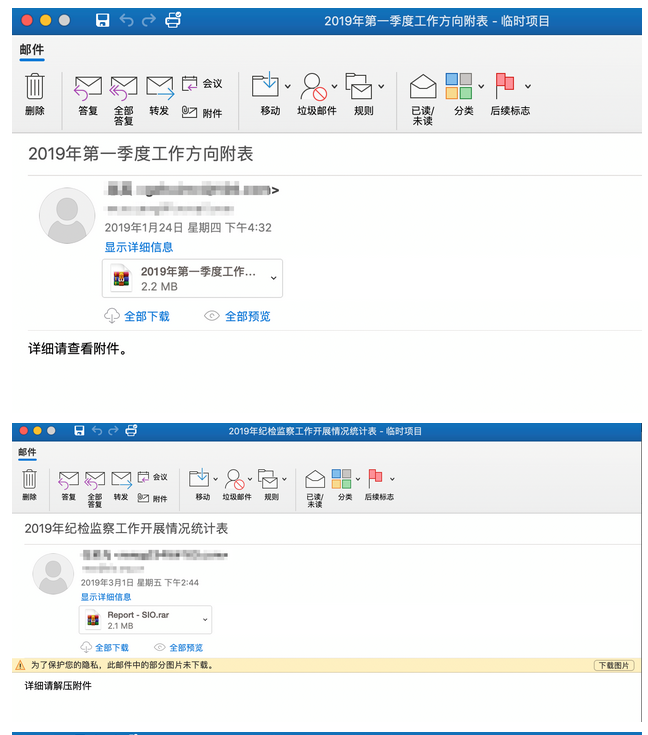 2019年第一季度工作方向附表 - 临时项目
邮件
删除
答复
全部
答复
转发
会议
附件
移动
垃圾邮件
规则
已读/
未读
分类
后续标志
2019年第一季度工作方向附表
2019年1月24日 星期四 下午4:32
显示详细信息
2019年第一季度工作...
2.2 MB
全部下载
全部预览
详细请查看附件。
2019年纪检监察工作开展情况统计表 - 临时项目
邮件
删除
答复
全部
答复
转发
会议
附件
移动
垃圾邮件
规则
已读/
未读
分类
后续标志
2019年纪检监察工作开展情况统计表
2019年3月1日 星期五 下午2:44
显示详细信息
Report - SIO.rar
2.1 MB
全部下载
全部预览
为了保护您的隐私，此邮件中的部分图片未下载。
下载图片
详细请解压附件